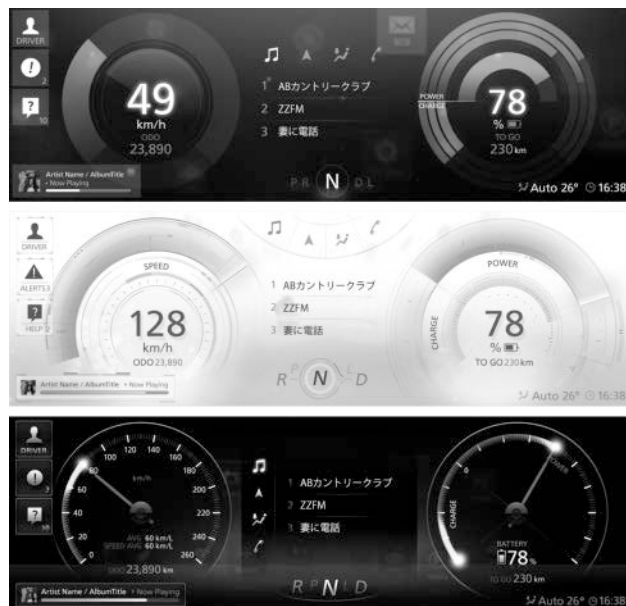 DRIVER
2
10
49
km/h
ODO
23,890
Artist Name / AlbumTitle
• Now Playing
1 ABカントリークラブ
2 ZZFM
3 妻に電話
P R N D L
POWER
CHARGE
78
%
TO GO
230 km
Auto 26° 16:38
DRIVER
ALERTS 3
HELP 2
SPEED
128
km/h
ODO 23,890
Artist Name / AlbumTitle • Now Playing
1 ABカントリークラブ
2 ZZFM
3 妻に電話
R P N L D
POWER
CHARGE
78
%
TO GO 230 km
Auto 26° 16:38
DRIVER
0 20 40 60 80 100 120 140 160 180 200 220 240 260
km/h
AVG 60 km/L
SPEED AVG 60 km/L
ODO 23,890 km
Artist Name / AlbumTitle • Now Playing
1 ABカントリークラブ
2 ZZFM
3 妻に電話
R P N L D
0
POWER
CHARGE
BATTERY
78 %
TO GO 230 km
Auto 26° 16:38